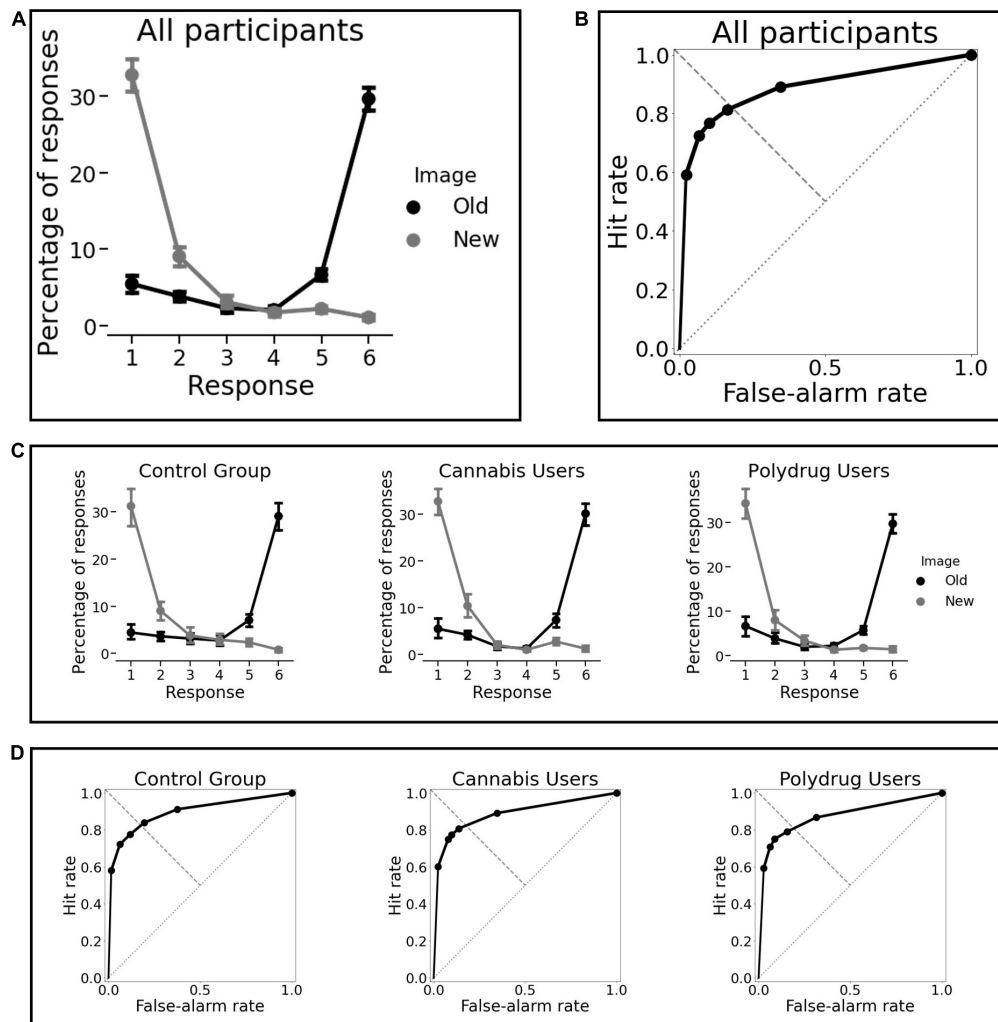 A
All participants
Percentage of responses
30
20
10
0
1 2 3 4 5 6
Response
Image
Old
New
B
All participants
Hit rate
1.0
0.8
0.6
0.4
0.2
0.0
0.0 0.5 1.0
False-alarm rate
C
Control Group
Percentage of responses
30
20
10
0
1 2 3 4 5 6
Response
Cannabis Users
Percentage of responses
30
20
10
0
1 2 3 4 5 6
Response
Polydrug Users
Percentage of responses
30
20
10
0
1 2 3 4 5 6
Response
Image
Old
New
D
Control Group
Hit rate
1.0
0.8
0.6
0.4
0.2
0.0
0.0 0.5 1.0
False-alarm rate
Cannabis Users
Hit rate
1.0
0.8
0.6
0.4
0.2
0.0
0.0 0.5 1.0
False-alarm rate
Polydrug Users
Hit rate
1.0
0.8
0.6
0.4
0.2
0.0
0.0 0.5 1.0
False-alarm rate